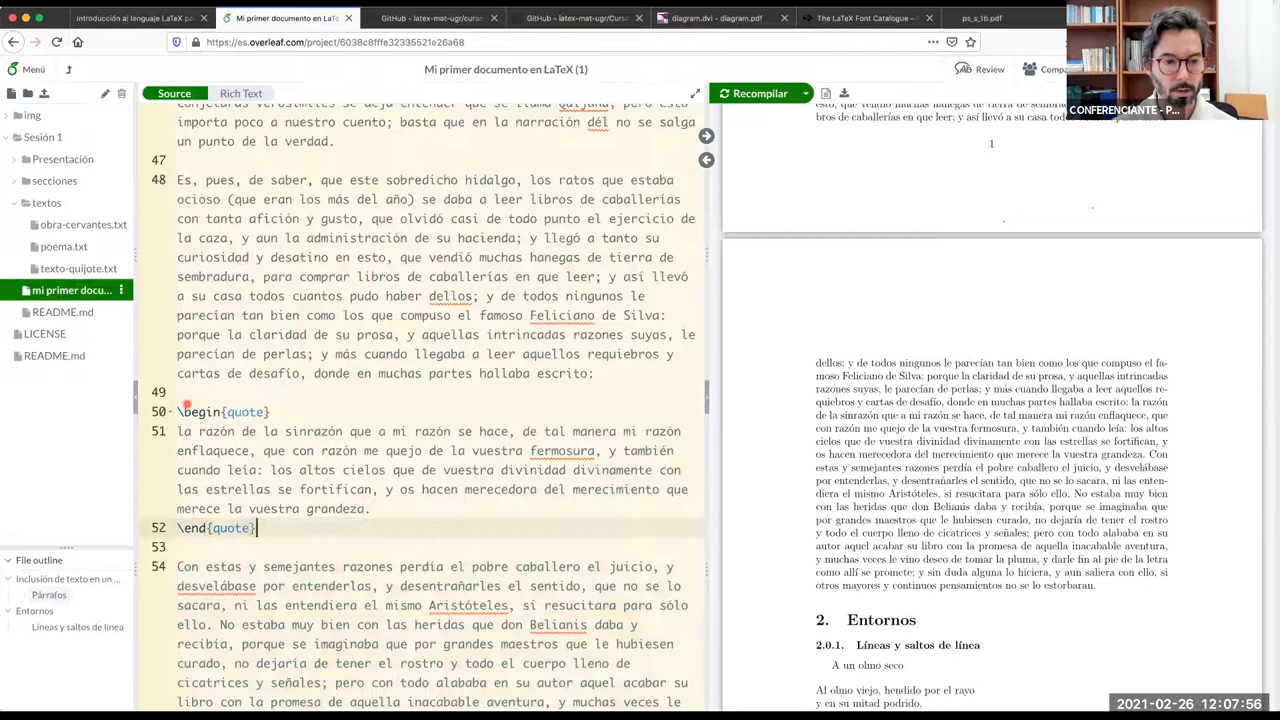 introducción al lenguaje LaTeX pa
Mi primer documento en LaTe
GitHub - latex-mat-ugr/curso
GitHub - latex-mat-ugr/Curso
diagram.dvi - diagram.pdf
The LaTeX Font Catalogue –
ps_s_1b.pdf
https://es.overleaf.com/project/6038c8fffe32335521e26a68
Menú
Mi primer documento en LaTeX (1)
Review
Comp
CONFERENCIANTE - P...
Source
Rich Text
Recompilar
img
Sesión 1
Presentación
secciones
textos
obra-cervantes.txt
poema.txt
texto-quijote.txt
mi primer docu...
README.md
LICENSE
README.md
File outline
Inclusión de texto en un ...
Párrafos
Entornos
Líneas y saltos de línea
conjeturas verosímiles se deja entender que se llama Quijana; pero esto
importa poco a nuestro cuento; basta que en la narración dél no se salga
un punto de la verdad.
47
48 Es, pues, de saber, que este sobredicho hidalgo, los ratos que estaba
ocioso (que eran los más del año) se daba a leer libros de caballerías
con tanta afición y gusto, que olvidó casi de todo punto el ejercicio de
la caza, y aun la administración de su hacienda; y llegó a tanto su
curiosidad y desatino en esto, que vendió muchas hanegas de tierra de
sembradura, para comprar libros de caballerías en que leer; y así llevó
a su casa todos cuantos pudo haber dellos; y de todos ningunos le
parecían tan bien como los que compuso el famoso Feliciano de Silva:
porque la claridad de su prosa, y aquellas intrincadas razones suyas, le
parecían de perlas; y más cuando llegaba a leer aquellos requiebros y
cartas de desafío, donde en muchas partes hallaba escrito:
49
50 \begin{quote}
51 la razón de la sinrazón que a mi razón se hace, de tal manera mi razón
enflaquece, que con razón me quejo de la vuestra fermosura, y también
cuando leía: los altos cielos que de vuestra divinidad divinamente con
las estrellas se fortifican, y os hacen merecedora del merecimiento que
merece la vuestra grandeza.
52 \end{quote}
53
54 Con estas y semejantes razones perdía el pobre caballero el juicio, y
desvelábase por entenderlas, y desentrañarles el sentido, que no se lo
sacara, ni las entendiera el mismo Aristóteles, si resucitara para sólo
ello. No estaba muy bien con las heridas que don Belianis daba y
recibía, porque se imaginaba que por grandes maestros que le hubiesen
curado, no dejaría de tener el rostro y todo el cuerpo lleno de
cicatrices y señales; pero con todo alababa en su autor aquel acabar su
libro con la promesa de aquella inacabable aventura, y muchas veces le
esto, que vendió muchas hanegas de tierra de sembra
bros de caballerías en que leer; y así llevó a su casa todo
1
dellos; y de todos ningunos le parecían tan bien como los que compuso el fa-
moso Feliciano de Silva: porque la claridad de su prosa, y aquellas intrincadas
razones suyas, le parecían de perlas; y más cuando llegaba a leer aquellos re-
quiebros y cartas de desafío, donde en muchas partes hallaba escrito: la razón de
la sinrazón que a mi razón se hace, de tal manera mi razón enflaquece, que
con razón me quejo de la vuestra fermosura, y también cuando leía: los altos
cielos que de vuestra divinidad divinamente con las estrellas se fortifican, y
os hacen merecedora del merecimiento que merece la vuestra grandeza. Con
estas y semejantes razones perdía el pobre caballero el juicio, y desvelábase
por entenderlas, y desentrañarles el sentido, que no se lo sacara, ni las enten-
diera el mismo Aristóteles, si resucitara para sólo ello. No estaba muy bien
con las heridas que don Belianis daba y recibía, porque se imaginaba que
por grandes maestros que le hubiesen curado, no dejaría de tener el rostro
y todo el cuerpo lleno de cicatrices y señales; pero con todo alababa en su
autor aquel acabar su libro con la promesa de aquella inacabable aventura,
y muchas veces le vino deseo de tomar la pluma, y darle fin al pie de la letra
como allí se promete; y sin duda alguna lo hiciera, y aun saliera con ello, si
otros mayores y continuos pensamientos no se lo estorbaran.
2. Entornos
2.0.1. Líneas y saltos de línea
A un olmo seco
Al olmo viejo, hendido por el rayo
y en su mitad podrido,
2021-02-26 12:07:56